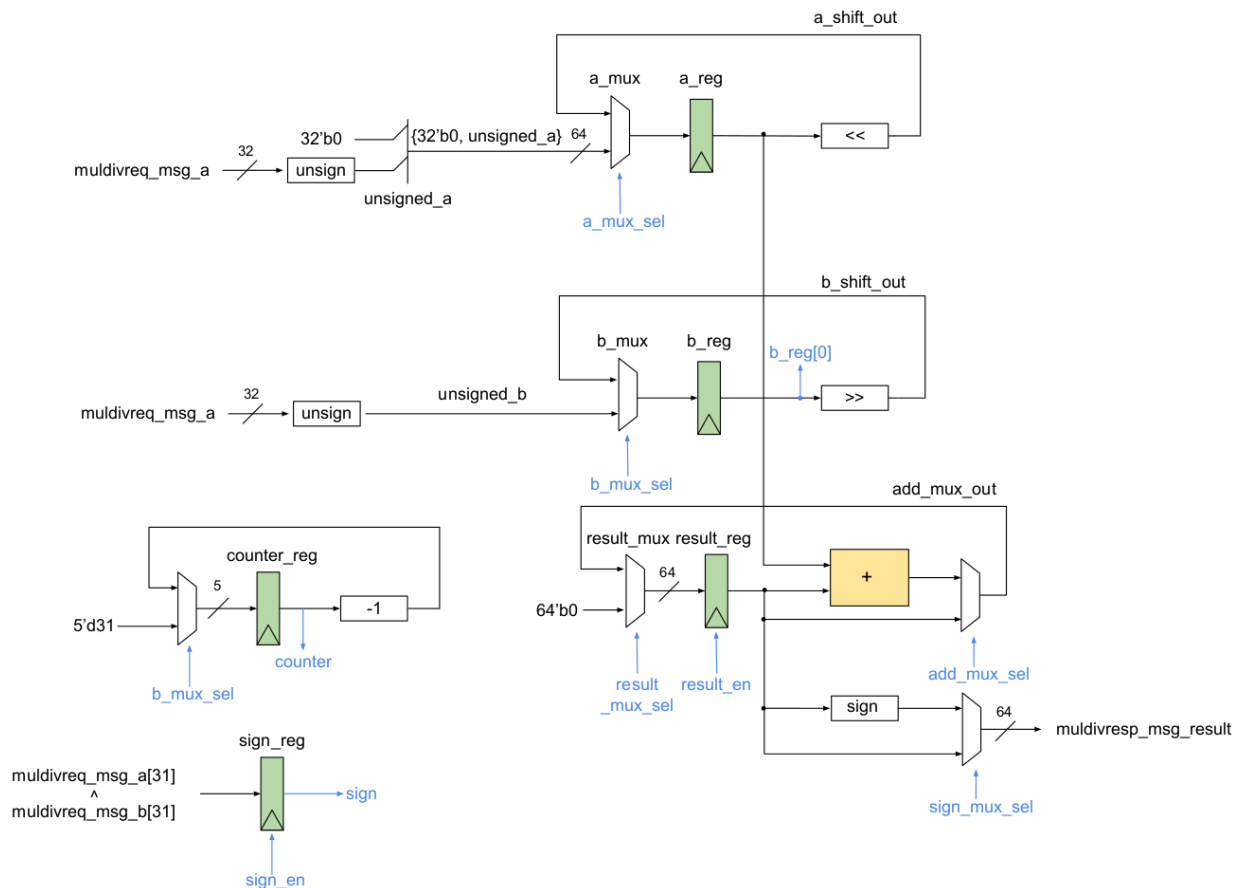 a_shift_out
a_mux
a_reg
32'b0
{32'b0, unsigned_a}
64
<<
muldivreq_msg_a
32
unsign
unsigned_a
a_mux_sel
b_shift_out
b_mux
b_reg
b_reg[0]
muldivreq_msg_a
32
unsign
unsigned_b
>>
b_mux_sel
add_mux_out
counter_reg
5
5'd31
-1
counter
b_mux_sel
result_mux
result_reg
64
64'b0
+
result
_mux_sel
result_en
add_mux_sel
sign
64
muldivresp_msg_result
sign_mux_sel
sign_reg
muldivreq_msg_a[31]
^
muldivreq_msg_b[31]
sign
sign_en